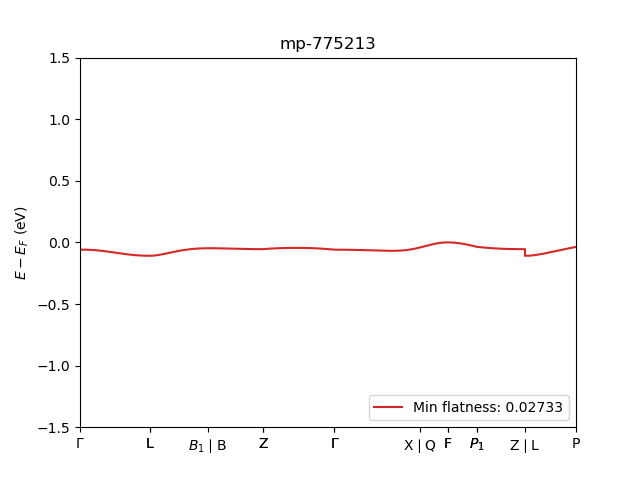 mp-775213
1.5
1.0
0.5
0.0
−0.5
−1.0
−1.5
E − E_F (eV)
Min flatness: 0.02733
Γ L B₁ | B Z Γ X | Q F P₁ Z | L P